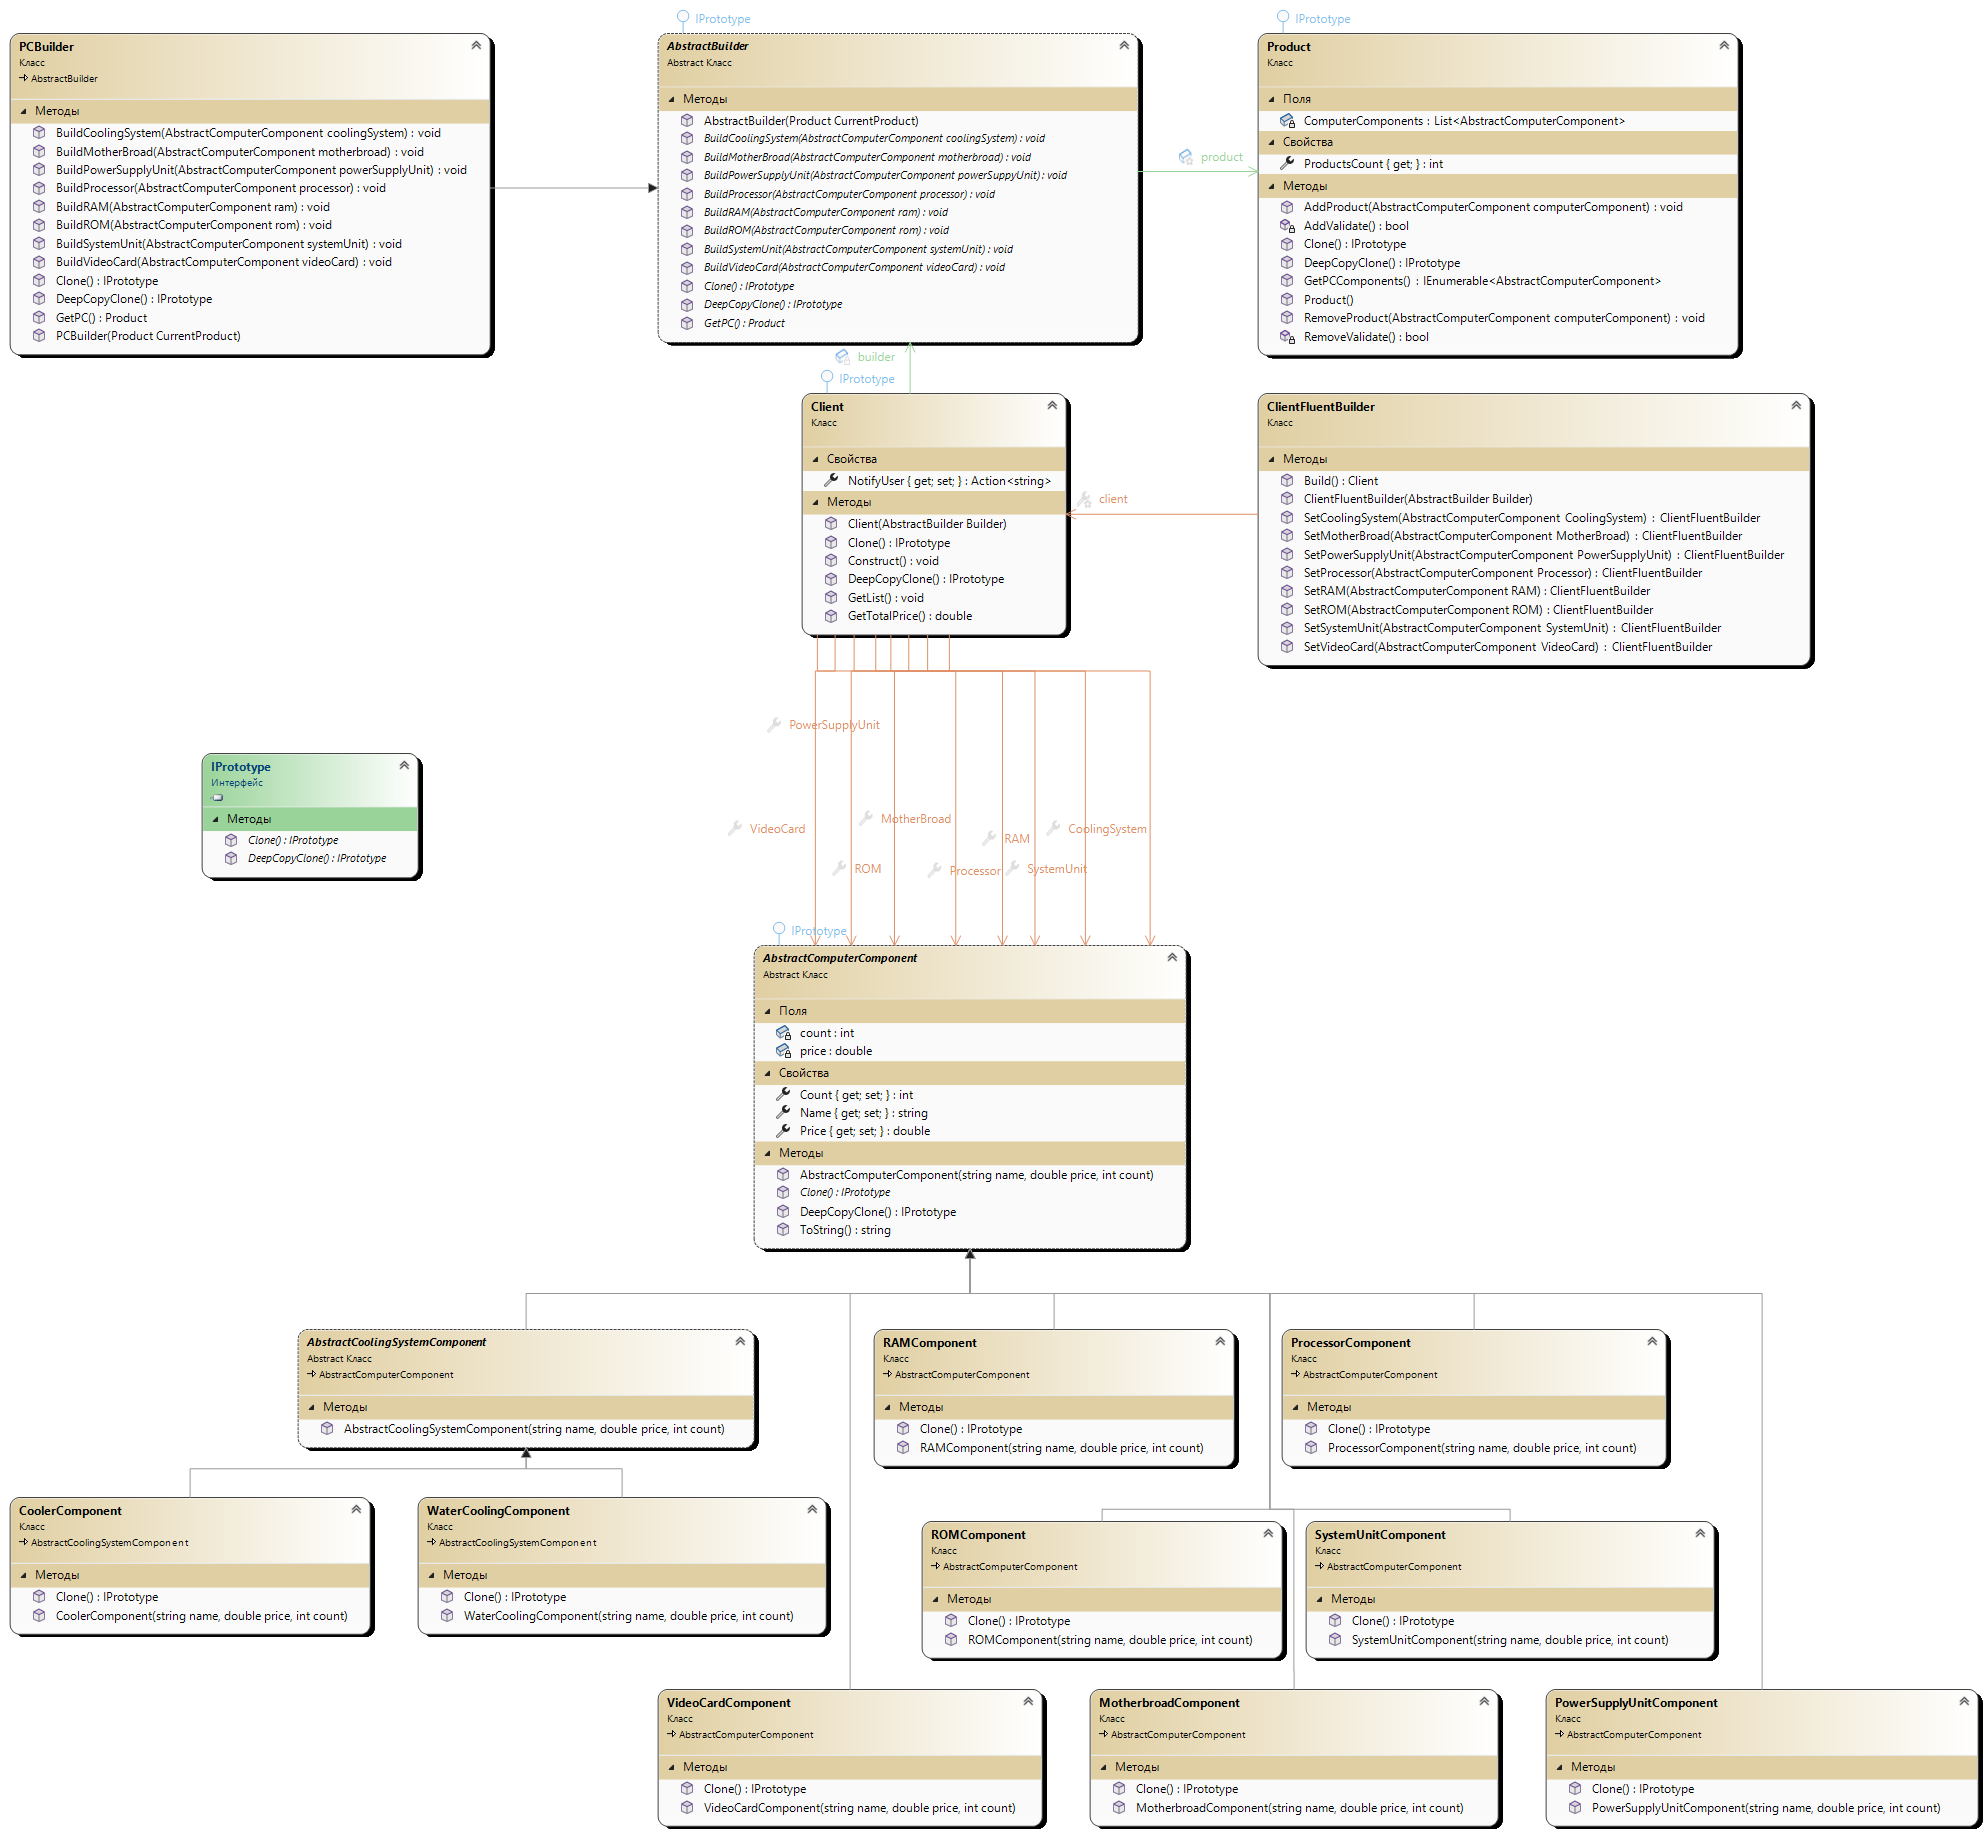 PCBuilder
Класс
AbstractBuilder
Методы
BuildCoolingSystem(AbstractComputerComponent coolingSystem) : void
BuildMotherBroad(AbstractComputerComponent motherbroad) : void
BuildPowerSupplyUnit(AbstractComputerComponent powerSupplyUnit) : void
BuildProcessor(AbstractComputerComponent processor) : void
BuildRAM(AbstractComputerComponent ram) : void
BuildROM(AbstractComputerComponent rom) : void
BuildSystemUnit(AbstractComputerComponent systemUnit) : void
BuildVideoCard(AbstractComputerComponent videoCard) : void
Clone() : IPrototype
DeepCopyClone() : IPrototype
GetPC() : Product
PCBuilder(Product CurrentProduct)
IPrototype
AbstractBuilder
Abstract Класс
Методы
AbstractBuilder(Product CurrentProduct)
BuildCoolingSystem(AbstractComputerComponent coolingSystem) : void
BuildMotherBroad(AbstractComputerComponent motherbroad) : void
BuildPowerSupplyUnit(AbstractComputerComponent powerSuppyUnit) : void
BuildProcessor(AbstractComputerComponent processor) : void
BuildRAM(AbstractComputerComponent ram) : void
BuildROM(AbstractComputerComponent rom) : void
BuildSystemUnit(AbstractComputerComponent systemUnit) : void
BuildVideoCard(AbstractComputerComponent videoCard) : void
Clone() : IPrototype
DeepCopyClone() : IPrototype
GetPC() : Product
product
IPrototype
Product
Класс
Поля
ComputerComponents : List<AbstractComputerComponent>
Свойства
ProductsCount { get; } : int
Методы
AddProduct(AbstractComputerComponent computerComponent) : void
AddValidate() : bool
Clone() : IPrototype
DeepCopyClone() : IPrototype
GetPCComponents() : IEnumerable<AbstractComputerComponent>
Product()
RemoveProduct(AbstractComputerComponent computerComponent) : void
RemoveValidate() : bool
builder
IPrototype
Client
Класс
Свойства
NotifyUser { get; set; } : Action<string>
Методы
Client(AbstractBuilder Builder)
Clone() : IPrototype
Construct() : void
DeepCopyClone() : IPrototype
GetList() : void
GetTotalPrice() : double
client
ClientFluentBuilder
Класс
Методы
Build() : Client
ClientFluentBuilder(AbstractBuilder Builder)
SetCoolingSystem(AbstractComputerComponent CoolingSystem) : ClientFluentBuilder
SetMotherBroad(AbstractComputerComponent MotherBroad) : ClientFluentBuilder
SetPowerSupplyUnit(AbstractComputerComponent PowerSupplyUnit) : ClientFluentBuilder
SetProcessor(AbstractComputerComponent Processor) : ClientFluentBuilder
SetRAM(AbstractComputerComponent RAM) : ClientFluentBuilder
SetROM(AbstractComputerComponent ROM) : ClientFluentBuilder
SetSystemUnit(AbstractComputerComponent SystemUnit) : ClientFluentBuilder
SetVideoCard(AbstractComputerComponent VideoCard) : ClientFluentBuilder
PowerSupplyUnit
VideoCard
MotherBroad
RAM
CoolingSystem
ROM
Processor
SystemUnit
IPrototype
Интерфейс
Методы
Clone() : IPrototype
DeepCopyClone() : IPrototype
IPrototype
AbstractComputerComponent
Abstract Класс
Поля
count : int
price : double
Свойства
Count { get; set; } : int
Name { get; set; } : string
Price { get; set; } : double
Методы
AbstractComputerComponent(string name, double price, int count)
Clone() : IPrototype
DeepCopyClone() : IPrototype
ToString() : string
AbstractCoolingSystemComponent
Abstract Класс
AbstractComputerComponent
Методы
AbstractCoolingSystemComponent(string name, double price, int count)
RAMComponent
Класс
AbstractComputerComponent
Методы
Clone() : IPrototype
RAMComponent(string name, double price, int count)
ProcessorComponent
Класс
AbstractComputerComponent
Методы
Clone() : IPrototype
ProcessorComponent(string name, double price, int count)
CoolerComponent
Класс
AbstractCoolingSystemComponent
Методы
Clone() : IPrototype
CoolerComponent(string name, double price, int count)
WaterCoolingComponent
Класс
AbstractCoolingSystemComponent
Методы
Clone() : IPrototype
WaterCoolingComponent(string name, double price, int count)
ROMComponent
Класс
AbstractComputerComponent
Методы
Clone() : IPrototype
ROMComponent(string name, double price, int count)
SystemUnitComponent
Класс
AbstractComputerComponent
Методы
Clone() : IPrototype
SystemUnitComponent(string name, double price, int count)
VideoCardComponent
Класс
AbstractComputerComponent
Методы
Clone() : IPrototype
VideoCardComponent(string name, double price, int count)
MotherbroadComponent
Класс
AbstractComputerComponent
Методы
Clone() : IPrototype
MotherbroadComponent(string name, double price, int count)
PowerSupplyUnitComponent
Класс
AbstractComputerComponent
Методы
Clone() : IPrototype
PowerSupplyUnitComponent(string name, double price, int count)